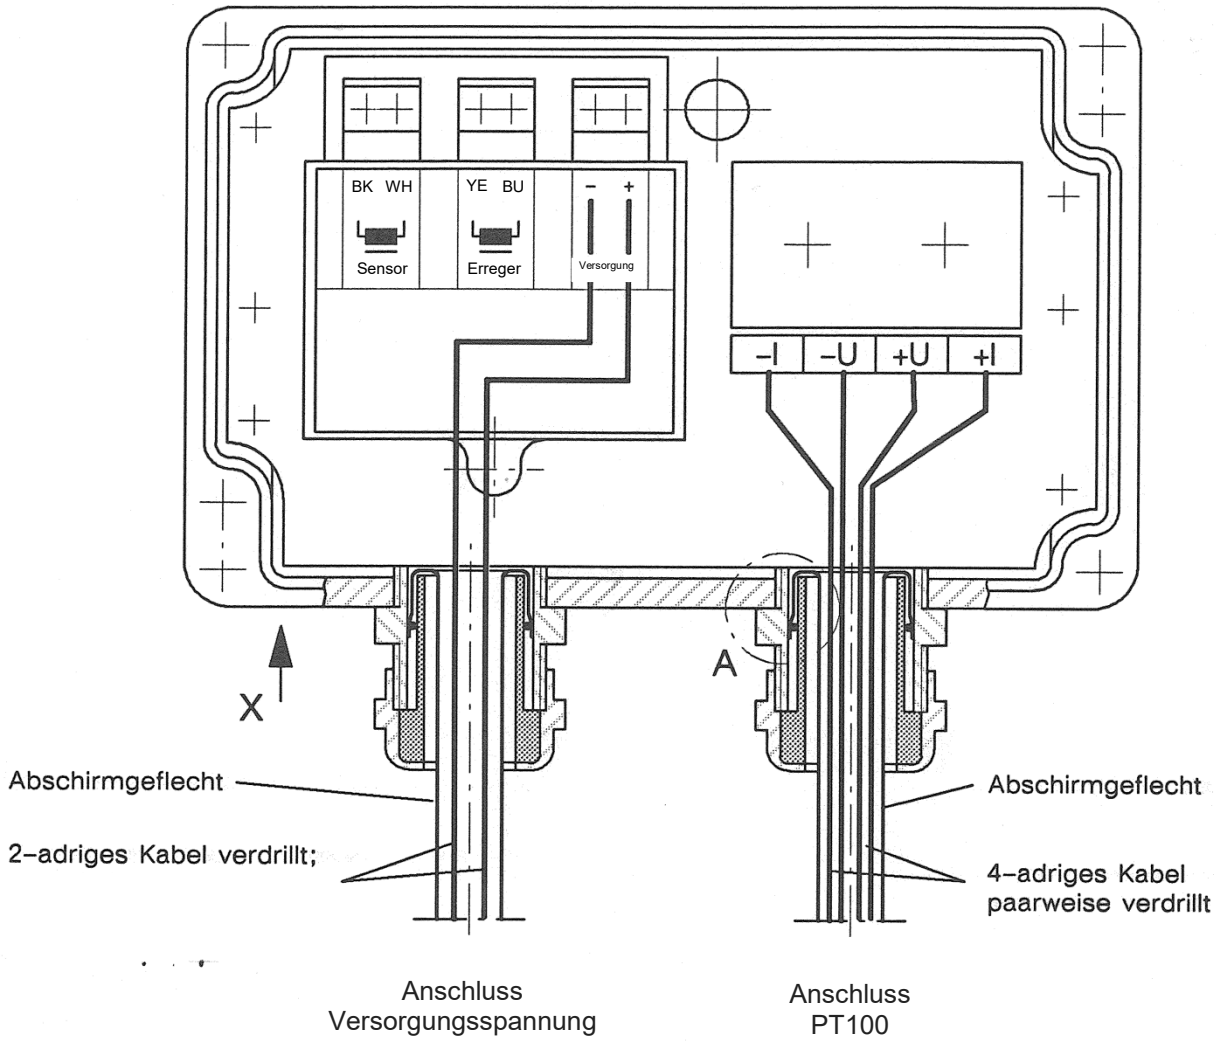 BK WH
YE BU
- +
Sensor
Erreger
Versorgung
–I –U +U +I
A
X
Abschirmgeflecht
Abschirmgeflecht
2–adriges Kabel verdrillt;
4–adriges Kabel
paarweise verdrillt
Anschluss
Versorgungsspannung
Anschluss
PT100